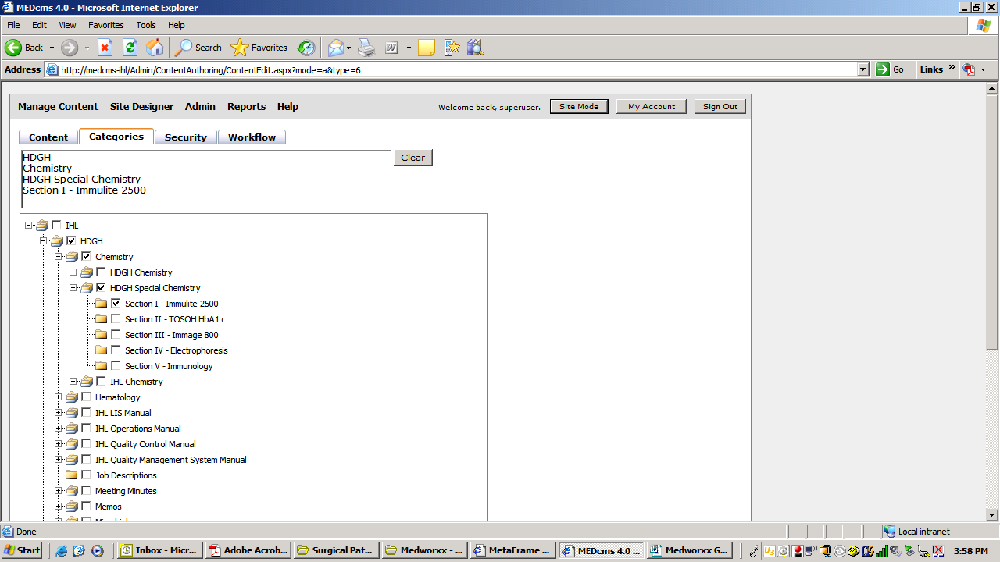 MEDcms 4.0 - Microsoft Internet Explorer
File Edit View Favorites Tools Help
Back Search Favorites
Address http://medcms-ihl/Admin/ContentAuthoring/ContentEdit.aspx?mode=a&type=6 Go Links »
Manage Content Site Designer Admin Reports Help Welcome back, superuser. Site Mode My Account Sign Out
Content Categories Security Workflow
HDGH Clear
Chemistry
HDGH Special Chemistry
Section I - Immulite 2500
IHL
HDGH
Chemistry
HDGH Chemistry
HDGH Special Chemistry
Section I - Immulite 2500
Section II - TOSOH HbA1 c
Section III - Immage 800
Section IV - Electrophoresis
Section V - Immunology
IHL Chemistry
Hematology
IHL LIS Manual
IHL Operations Manual
IHL Quality Control Manual
IHL Quality Management System Manual
Job Descriptions
Meeting Minutes
Memos
Microbiology
Done Local intranet
Start Inbox - Micr... Adobe Acrob... Surgical Pat... Medworxx - ... MetaFrame ... MEDcms 4.0 ... Medworxx G... 3:58 PM